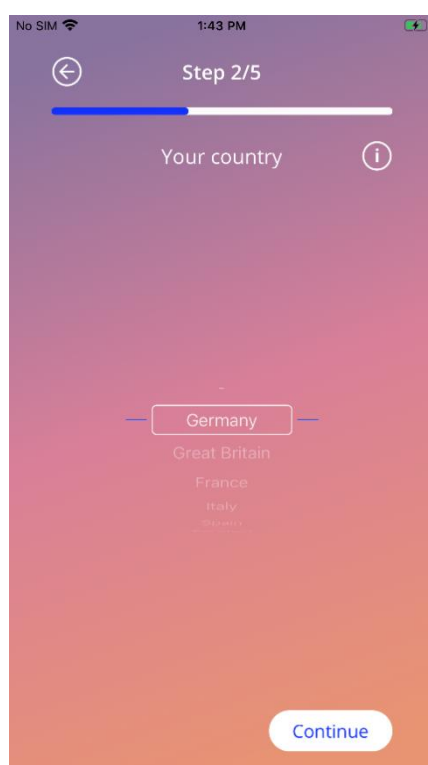 No SIM 1:43 PM
Step 2/5
Your country
i
-
Germany
Great Britain
France
Italy
Continue